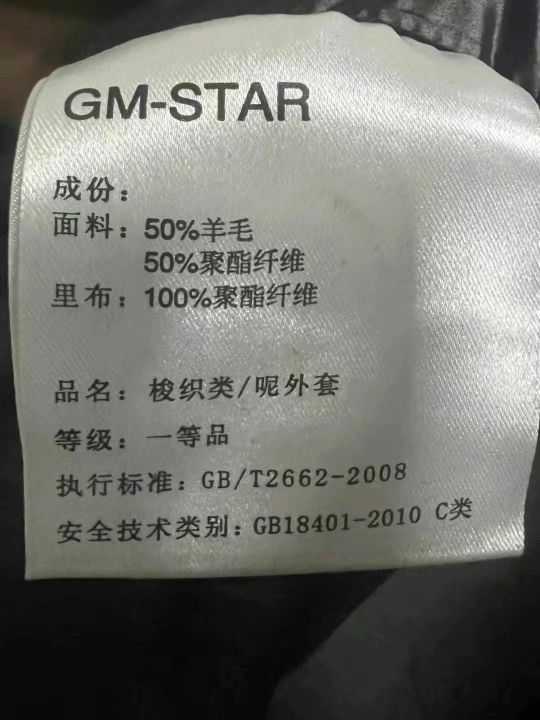 GM-STAR
成份：
面料：50%羊毛
50%聚酯纤维
里布：100%聚酯纤维
品名：梭织类/呢外套
等级：一等品
执行标准：GB/T2662-2008
安全技术类别：GB18401-2010 C类